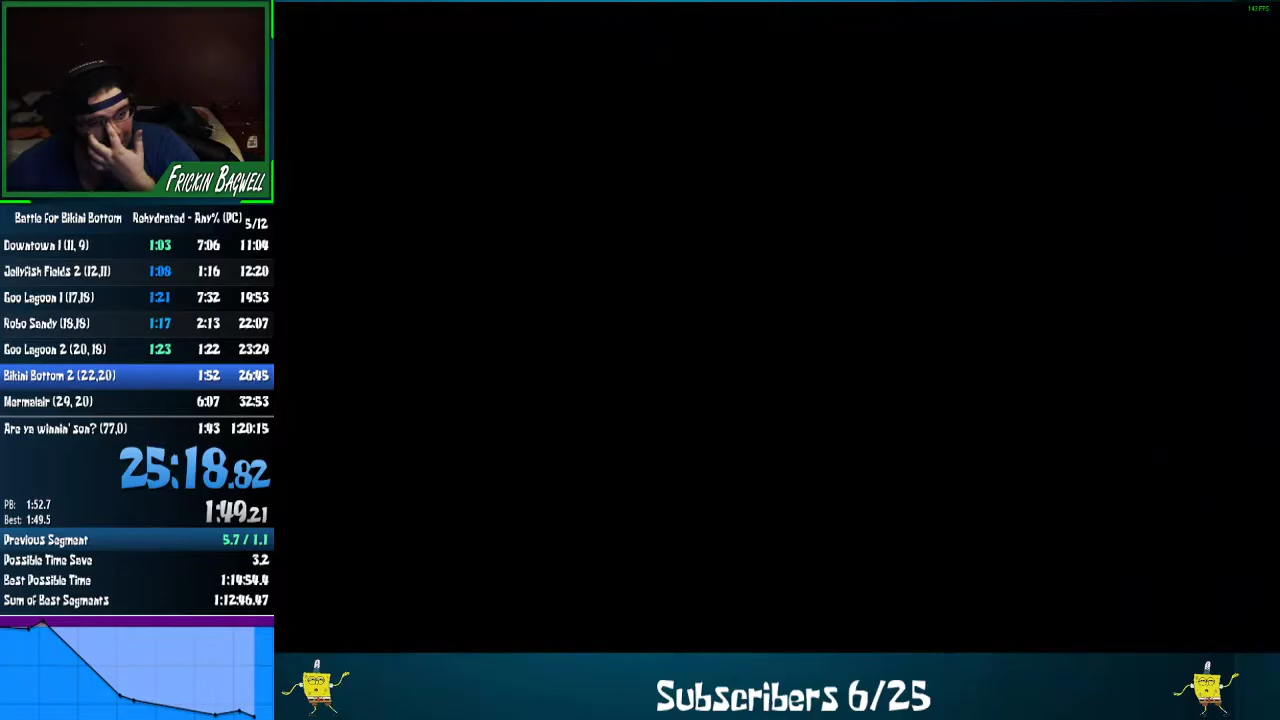 143 FPS
Frickin Bagwell
Battle for Bikini Bottom Rehydrated - Any% (PC) 5/12
Downtown 1 (11, 9) 1:03 7:06 11:04
Jellyfish Fields 2 (12,11) 1:08 1:16 12:20
Goo Lagoon 1 (17,18) 1:21 7:32 19:53
Robo Sandy (18,18) 1:17 2:13 22:07
Goo Lagoon 2 (20, 18) 1:23 1:22 23:29
Bikini Bottom 2 (22,20) 1:52 26:45
Mermalair (29, 20) 6:07 32:53
Are ya winnin' son? (77,0) 1:43 1:20:15
25:18.82
PB: 1:52.7
Best: 1:49.5
1:49.21
Previous Segment 5.7 / 1.1
Possible Time Save 3.2
Best Possible Time 1:14:54.4
Sum of Best Segments 1:12:46.47
Subscribers 6/25